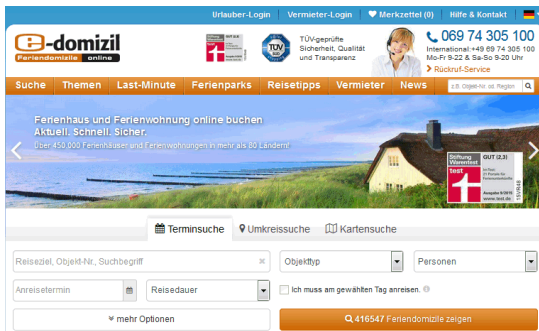 Urlauber-Login Vermieter-Login Merkzettel (0) Hilfe & Kontakt
e-domizil
Feriendomizile online
TÜV-geprüfte
Sicherheit, Qualität
und Transparenz
069 74 305 100
International:+49 69 74 305 100
Mo-Fr 9-22 & Sa-So 9-20 Uhr
Rückruf-Service
Suche Themen Last-Minute Ferienparks Reisetipps Vermieter News z.B. Objekt-Nr. od. Region
Ferienhaus und Ferienwohnung online buchen
Aktuell. Schnell. Sicher.
Über 450.000 Ferienhäuser und Ferienwohnungen in mehr als 80 Ländern!
Stiftung
Warentest
test
GUT (2,3)
www.test.de
Terminsuche Umkreissuche Kartensuche
Reiseziel, Objekt-Nr., Suchbegriff Objekttyp Personen
Anreisetermin Reisedauer Ich muss am gewählten Tag anreisen.
mehr Optionen 416547 Feriendomizile zeigen